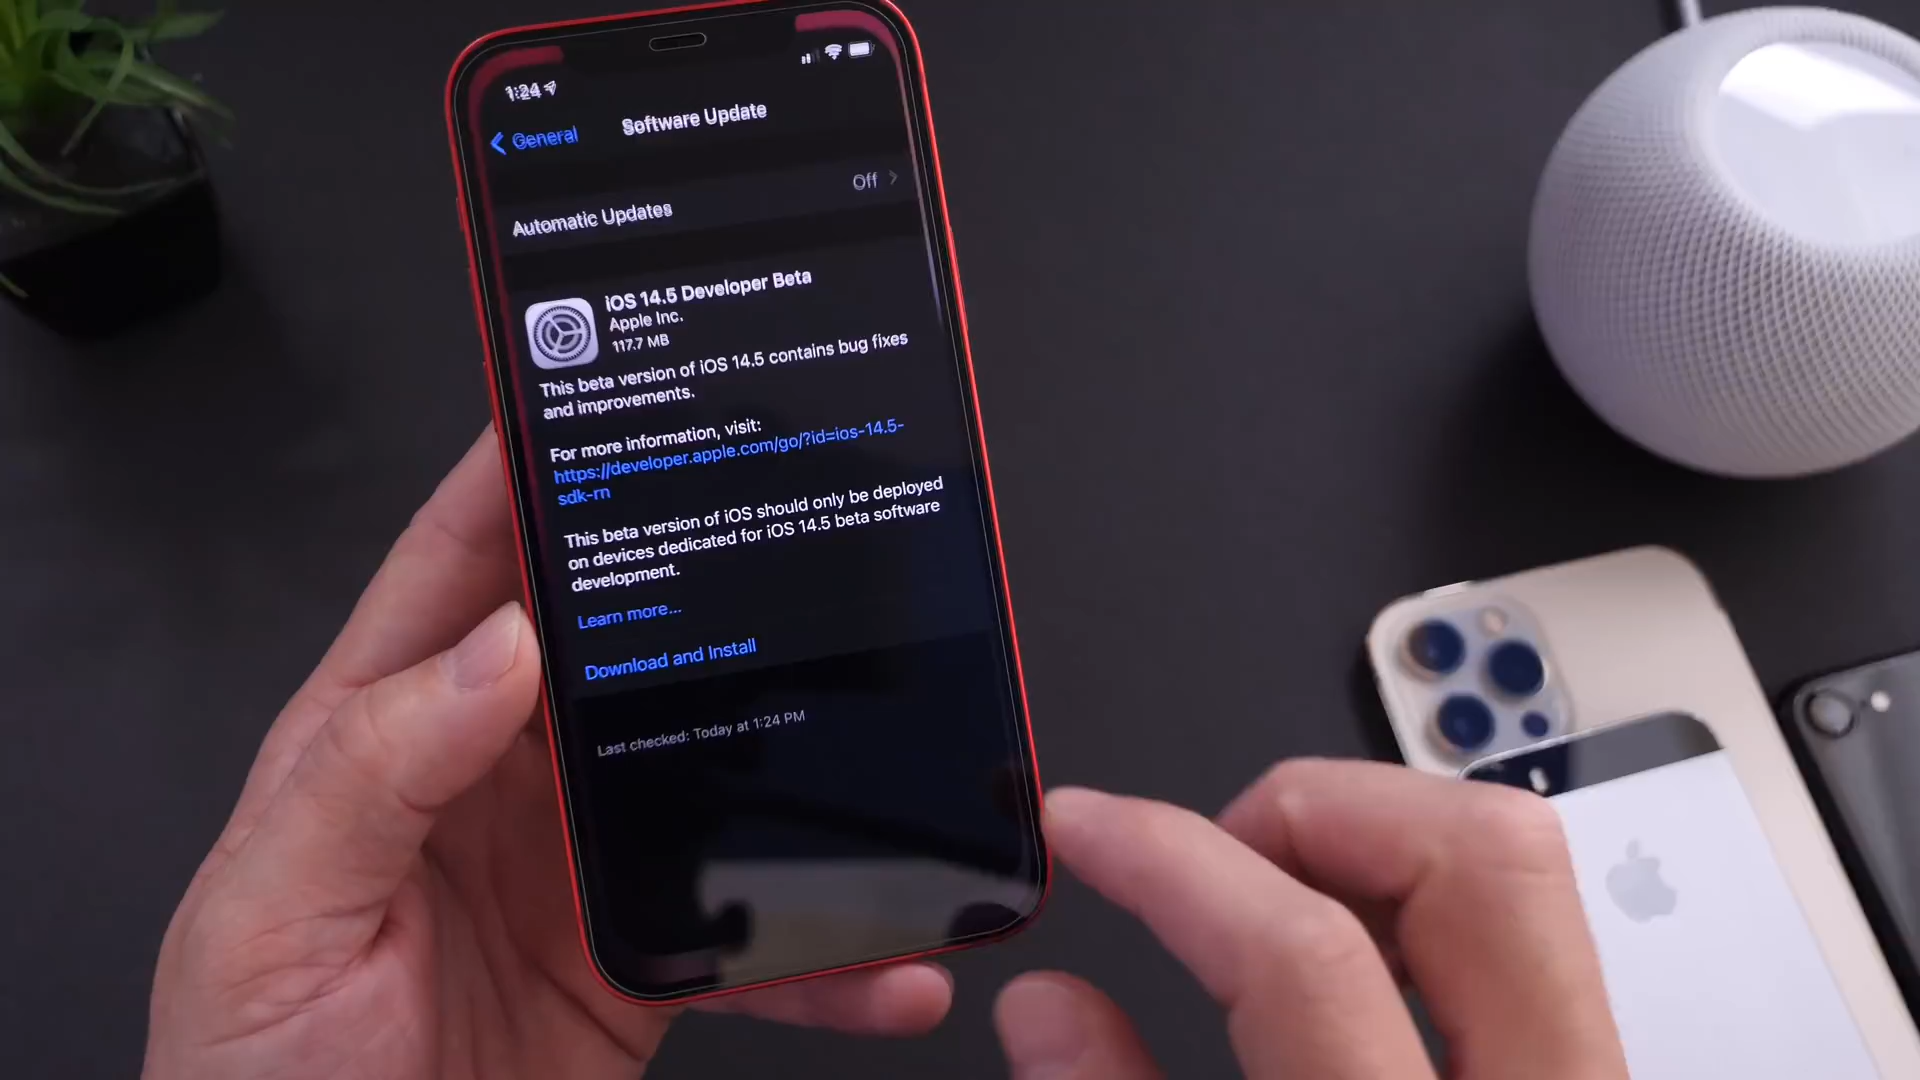 1:24
General
Software Update
Automatic Updates
Off
iOS 14.5 Developer Beta
Apple Inc.
117.7 MB
This beta version of iOS 14.5 contains bug fixes
and improvements.
For more information, visit:
https://developer.apple.com/go/?id=ios-14.5-
sdk-rn
This beta version of iOS should only be deployed
on devices dedicated for iOS 14.5 beta software
development.
Learn more...
Download and Install
Last checked: Today at 1:24 PM